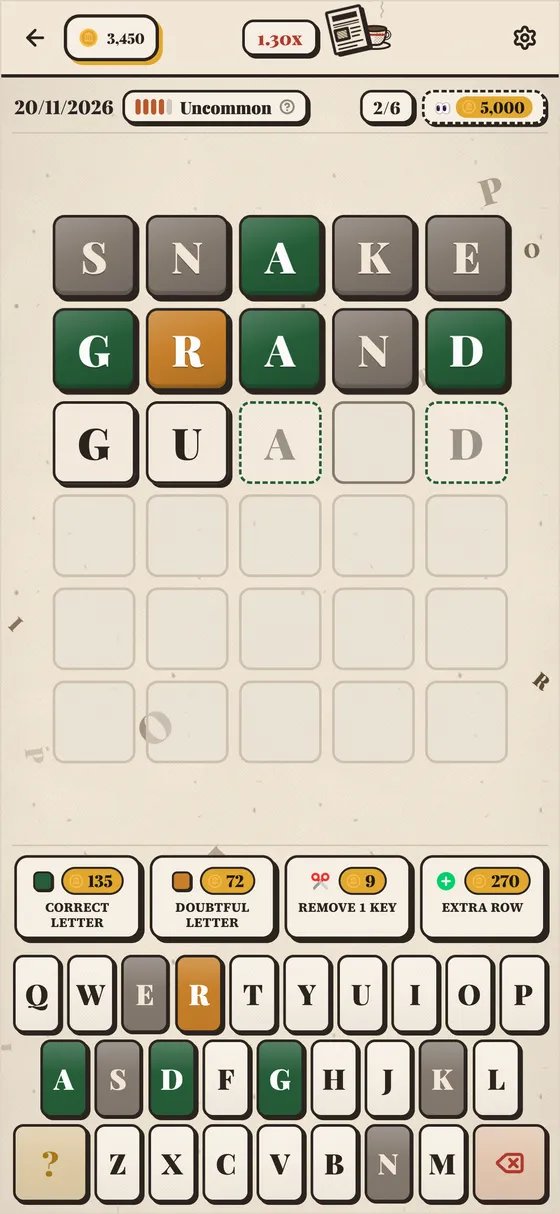 3,450 1.30x
20/11/2026 Uncommon ? 2/6 5,000
P
S N A K E
O
G R A N D
G U A D
I
R
O
P
135 72 9 270
CORRECT LETTER DOUBTFUL LETTER REMOVE 1 KEY EXTRA ROW
Q W E R T Y U I O P
A S D F G H J K L
? Z X C V B N M